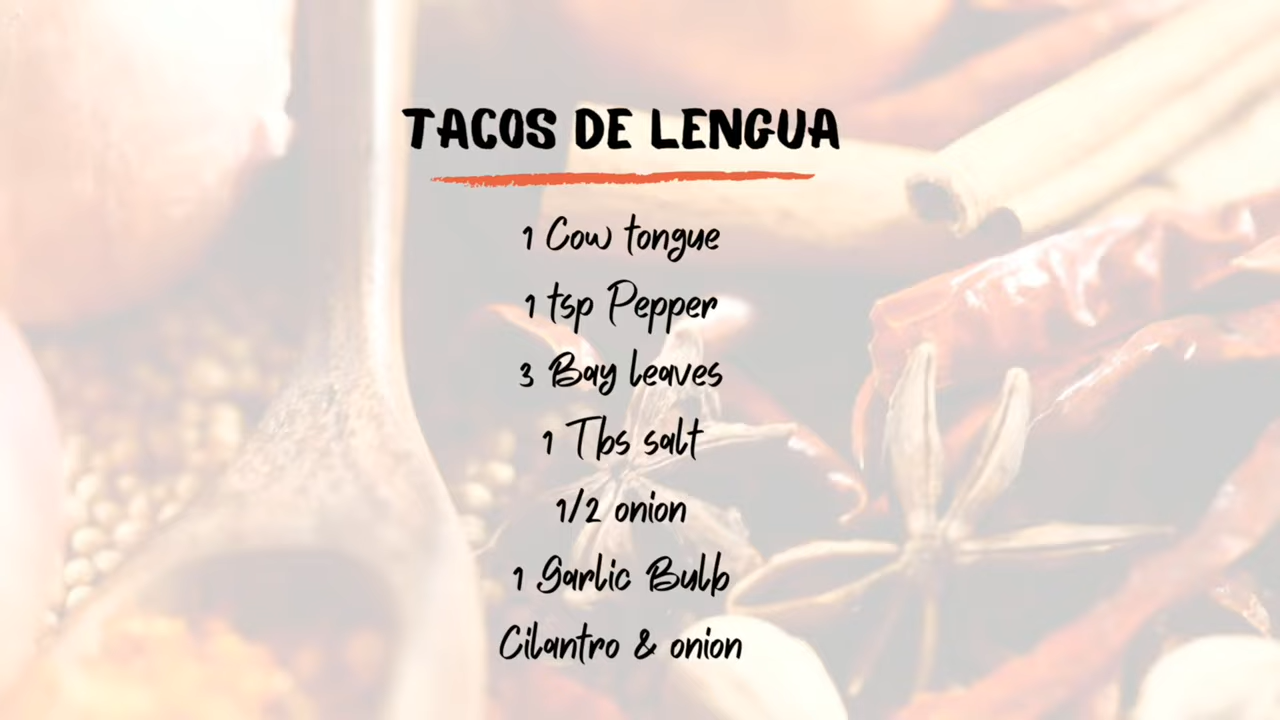 TACOS DE LENGUA
1 Cow tongue
1 tsp Pepper
3 Bay leaves
1 Tbs salt
1/2 onion
1 Garlic Bulb
Cilantro & onion